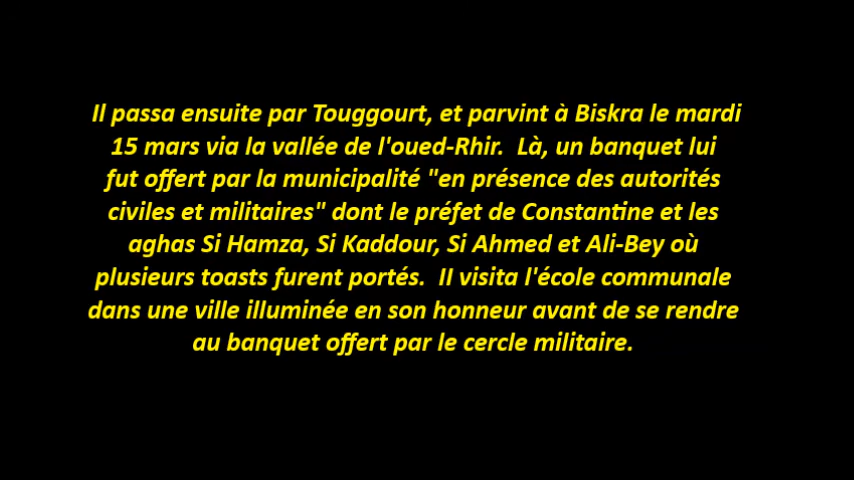 Il passa ensuite par Touggourt, et parvint à Biskra le mardi
15 mars via la vallée de l'oued-Rhir.  Là, un banquet lui
fut offert par la municipalité "en présence des autorités
civiles et militaires" dont le préfet de Constantine et les
aghas Si Hamza, Si Kaddour, Si Ahmed et Ali-Bey où
plusieurs toasts furent portés.  II visita l'école communale
dans une ville illuminée en son honneur avant de se rendre
au banquet offert par le cercle militaire.